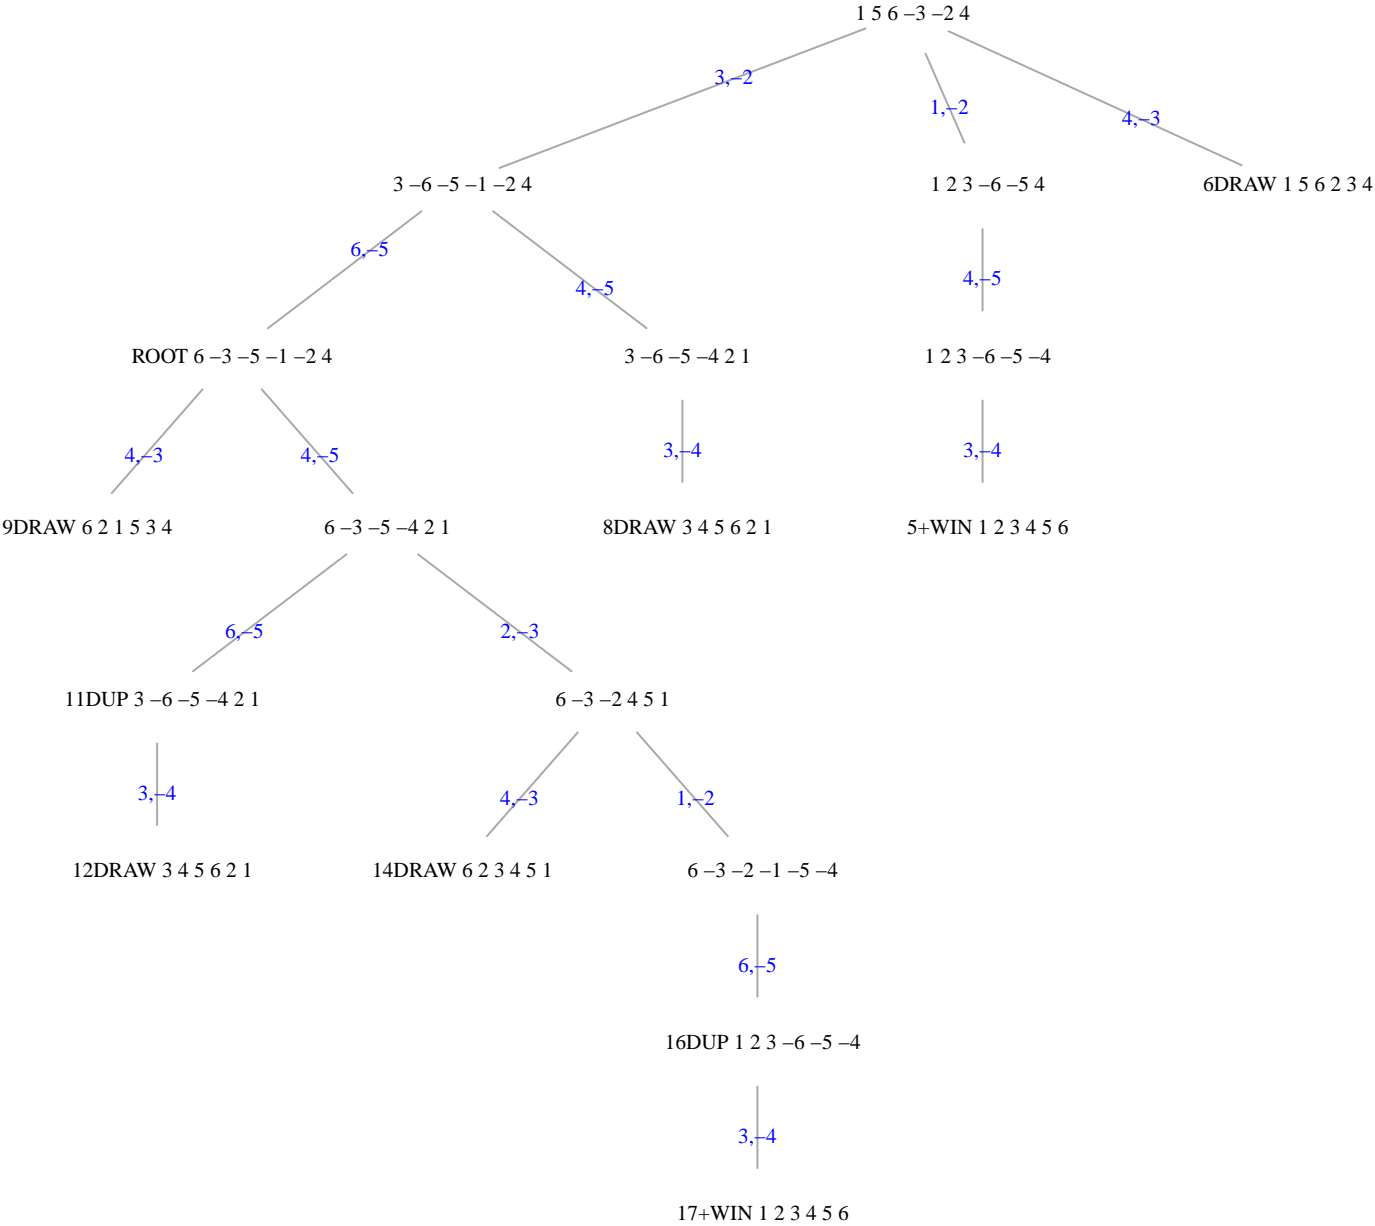 1 5 6 –3 –2 4
3,–2
1,–2
4,–3
3 –6 –5 –1 –2 4
1 2 3 –6 –5 4
6DRAW 1 5 6 2 3 4
6,–5
4,–5
4,–5
ROOT 6 –3 –5 –1 –2 4
3 –6 –5 –4 2 1
1 2 3 –6 –5 –4
4,–3
4,–5
3,–4
3,–4
9DRAW 6 2 1 5 3 4
6 –3 –5 –4 2 1
8DRAW 3 4 5 6 2 1
5+WIN 1 2 3 4 5 6
6,–5
2,–3
11DUP 3 –6 –5 –4 2 1
6 –3 –2 4 5 1
3,–4
4,–3
1,–2
12DRAW 3 4 5 6 2 1
14DRAW 6 2 3 4 5 1
6 –3 –2 –1 –5 –4
6,–5
16DUP 1 2 3 –6 –5 –4
3,–4
17+WIN 1 2 3 4 5 6